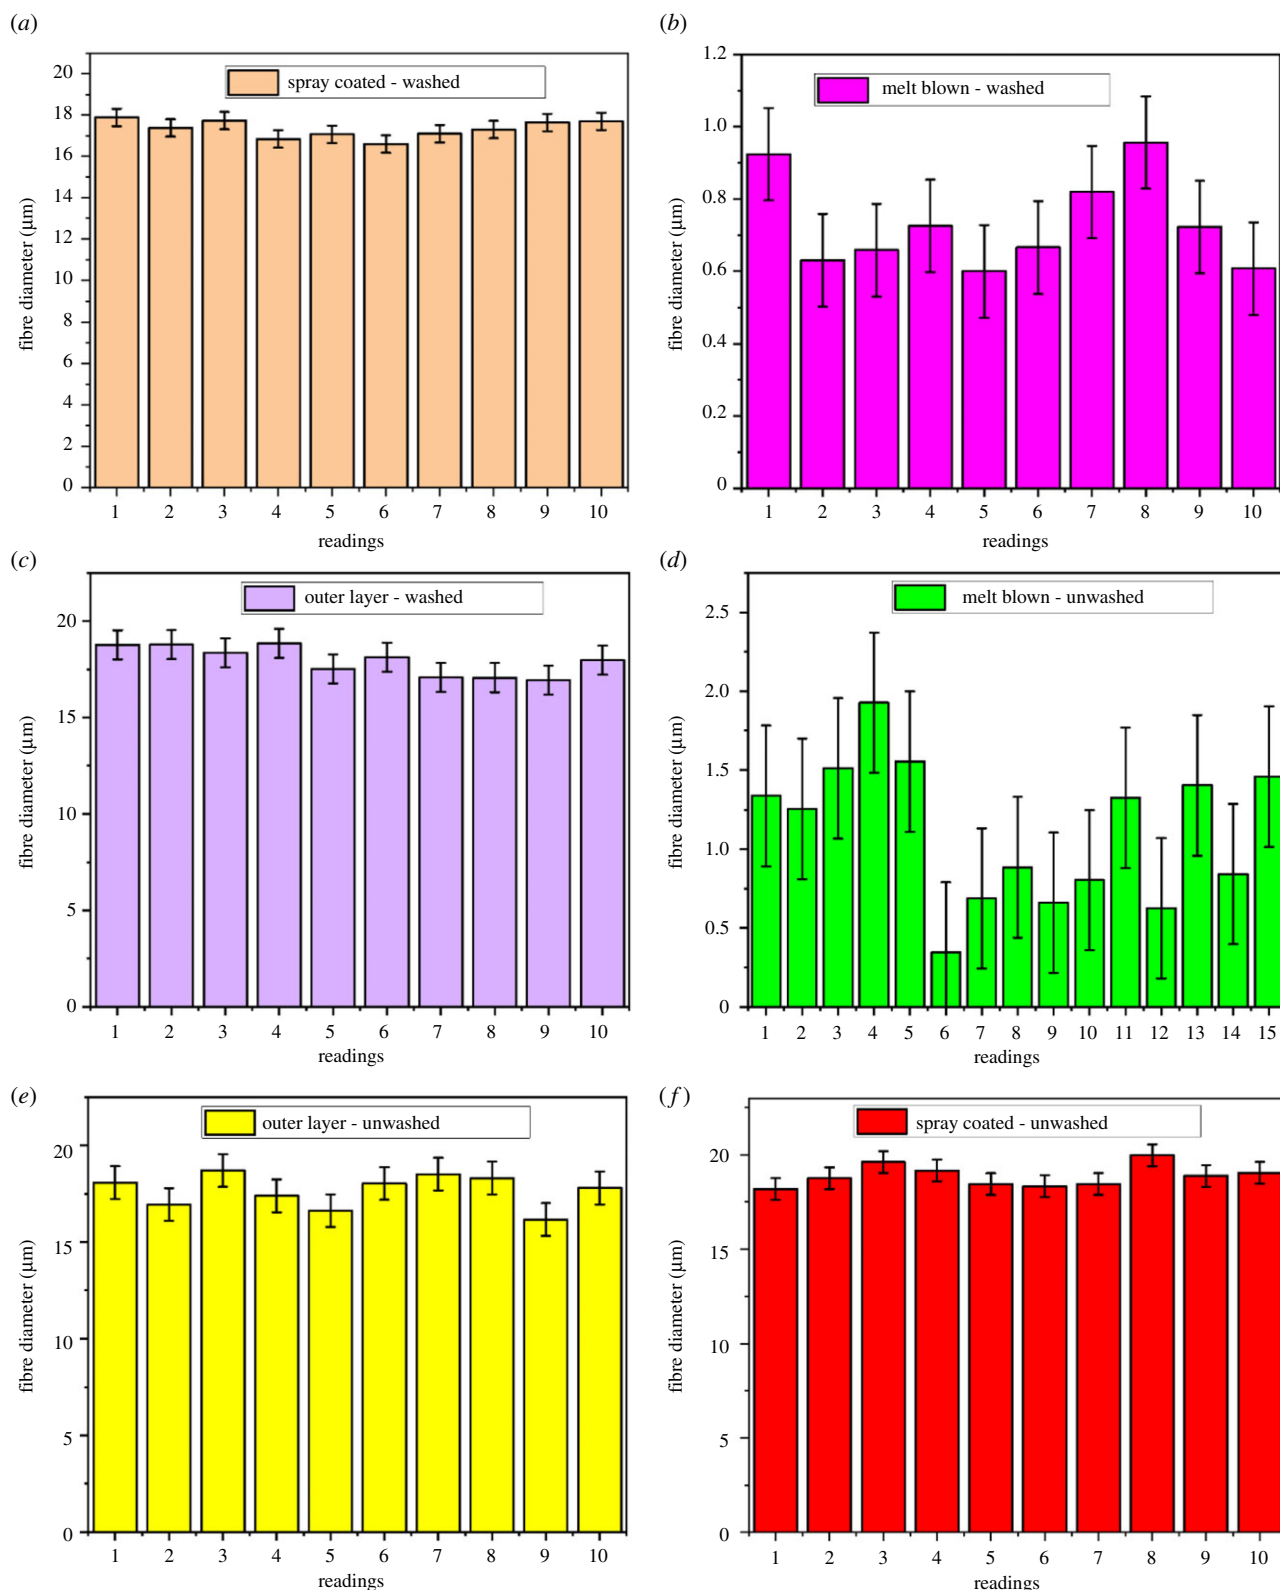 (a)
20
18
16
14
12
10
8
6
4
2
0
fibre diameter (µm)
spray coated - washed
1 2 3 4 5 6 7 8 9 10
readings
(b)
1.2
1.0
0.8
0.6
0.4
0.2
0
fibre diameter (µm)
melt blown - washed
1 2 3 4 5 6 7 8 9 10
readings
(c)
20
15
10
5
0
fibre diameter (µm)
outer layer - washed
1 2 3 4 5 6 7 8 9 10
readings
(d)
2.5
2.0
1.5
1.0
0.5
0
fibre diameter (µm)
melt blown - unwashed
1 2 3 4 5 6 7 8 9 10 11 12 13 14 15
readings
(e)
20
15
10
5
0
fibre diameter (µm)
outer layer - unwashed
1 2 3 4 5 6 7 8 9 10
readings
(f)
20
15
10
5
0
fibre diameter (µm)
spray coated - unwashed
1 2 3 4 5 6 7 8 9 10
readings